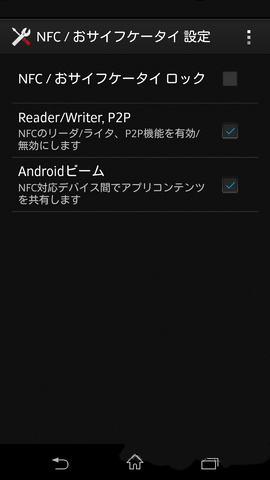 NFC / おサイフケータイ 設定
NFC / おサイフケータイ ロック
Reader/Writer, P2P
NFCのリーダ/ライタ、P2P機能を有効/
無効にします
Androidビーム
NFC対応デバイス間でアプリコンテンツ
を共有します